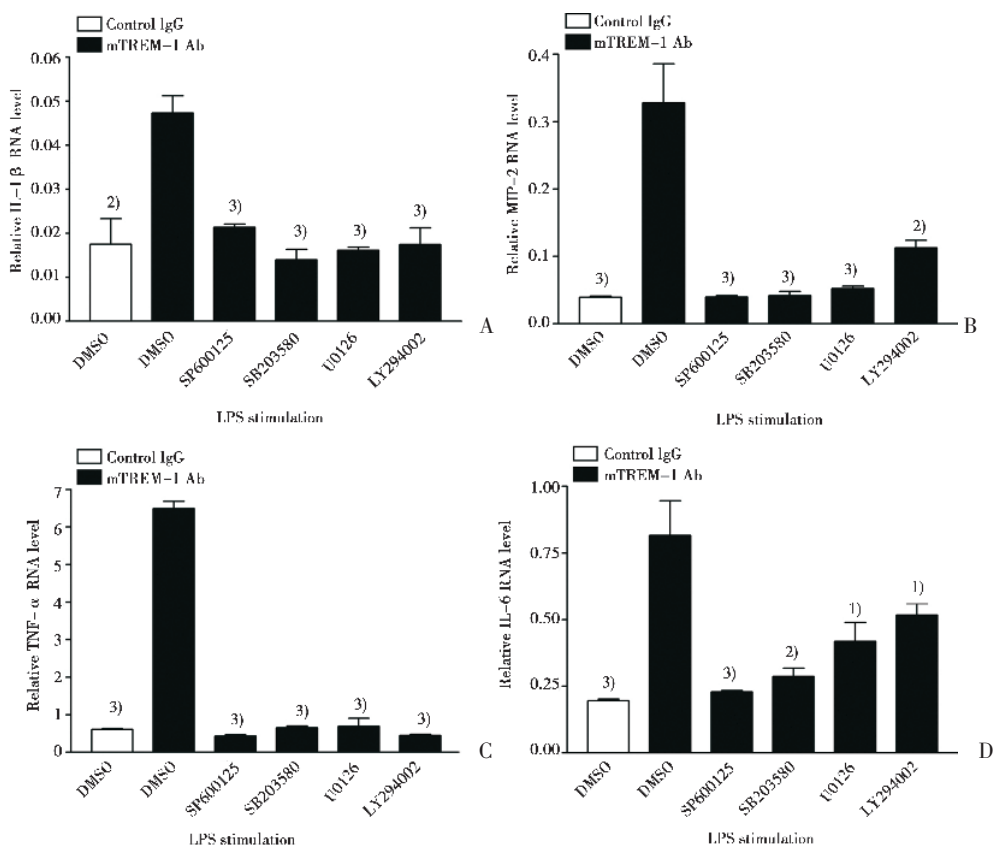 Control IgG
mTREM-1 Ab
Relative IL-1 β RNA level
0.07
0.06
0.05
0.04
0.03
0.02
0.01
0.00
2)
3)
3)
3)
3)
DMSO
DMSO
SP600125
SB203580
U0126
LY294002
LPS stimulation
A
Control IgG
mTREM-1 Ab
Relative MIP-2 RNA level
0.4
0.3
0.2
0.1
0.0
3)
3)
3)
3)
2)
DMSO
DMSO
SP600125
SB203580
U0126
LY294002
LPS stimulation
B
Control IgG
mTREM-1 Ab
Relative TNF-α RNA level
7
6
5
4
3
2
1
0
3)
3)
3)
3)
3)
DMSO
DMSO
SP600125
SB203580
U0126
LY294002
LPS stimulation
C
Control IgG
mTREM-1 Ab
Relative IL-6 RNA level
1.00
0.75
0.50
0.25
0.00
3)
3)
2)
1)
1)
DMSO
DMSO
SP600125
SB203580
U0126
LY294002
LPS stimulation
D